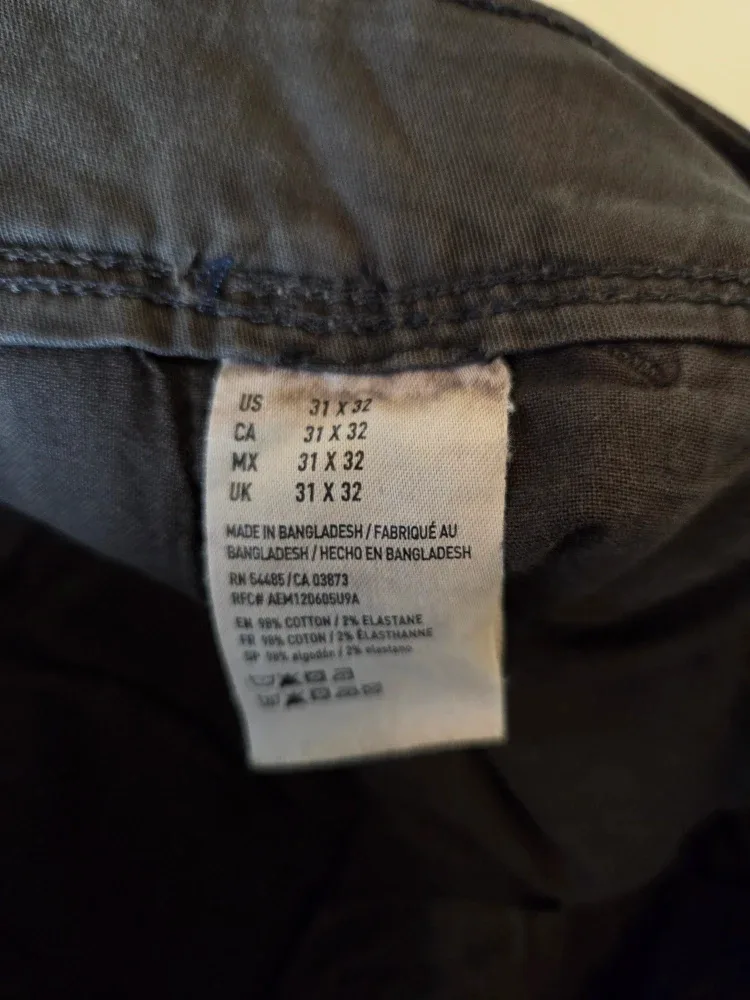 US 31 X 32
CA 31 X 32
MX 31 X 32
UK 31 X 32
MADE IN BANGLADESH / FABRIQUÉ AU
BANGLADESH / HECHO EN BANGLADESH
RN 54485 / CA 03873
RFC# AEM120605U9A
EN 98% COTTON / 2% ELASTANE
FR 98% COTON / 2% ÉLASTHANNE
SP 98% algodón / 2% elastano